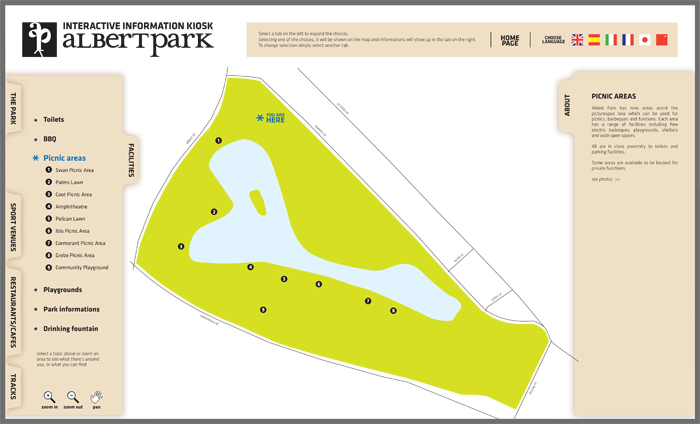 INTERACTIVE INFORMATION KIOSK
ALBERTPARK
Select a tab on the left to expand the choices.
Selecting one of the choices, it will be shown on the map and informations will show up in the tab on the right.
To change selection simply select another tab.
HOME
PAGE
CHOOSE
LANGUAGE
THE PARK
SPORT VENUES
RESTAURANTS/CAFES
TRACKS
FACILITIES
Toilets
BBQ
Picnic areas
1 Swan Picnic Area
2 Palms Lawn
3 Coot Picnic Area
4 Amphitheatre
5 Pelican Lawn
6 Ibis Picnic Area
7 Cormorant Picnic Area
8 Grebe Picnic Area
9 Community Playground
Playgrounds
Park informations
Drinking fountain
Select a topic above or zoom an
area to see what there's around
you, or what you can find.
zoom in
zoom out
pan
YOU ARE
HERE
1
2
3
4
5
6
7
8
9
ABOUT
PICNIC AREAS
Albert Park has nine areas arond the
picturesque lake which can be used for
picnics, barbeques and functions. Each area
has a range of facilities including free
electric barbeques, playgrounds, shelters
and wide open spaces.
All are in close proximity to toilets and
parking facilities.
Some areas are available to be booked for
private functions.
see photos >>